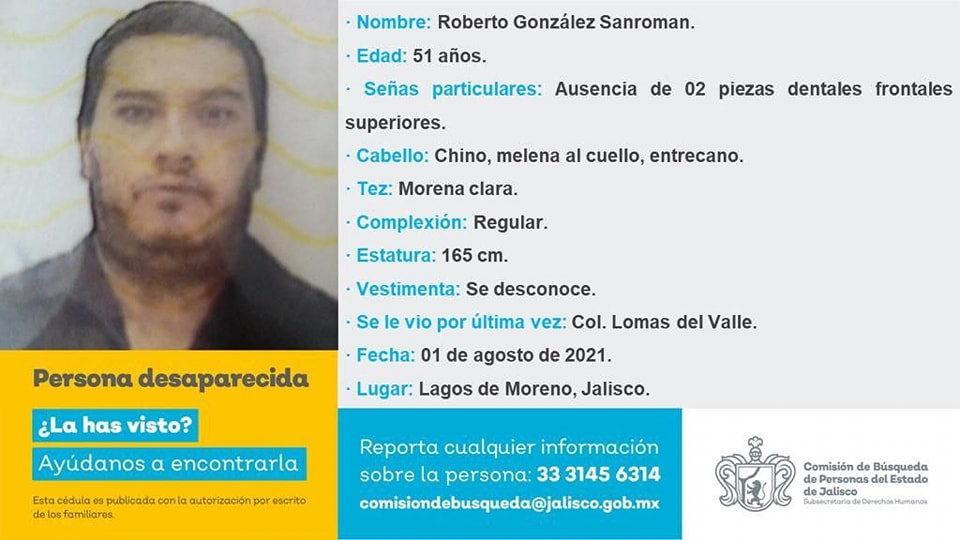 · Nombre: Roberto González Sanroman.
· Edad: 51 años.
· Señas particulares: Ausencia de 02 piezas dentales frontales
superiores.
· Cabello: Chino, melena al cuello, entrecano.
· Tez: Morena clara.
· Complexión: Regular.
· Estatura: 165 cm.
· Vestimenta: Se desconoce.
· Se le vio por última vez: Col. Lomas del Valle.
· Fecha: 01 de agosto de 2021.
· Lugar: Lagos de Moreno, Jalisco.
Persona desaparecida
¿La has visto?
Ayúdanos a encontrarla
Esta cédula es publicada con la autorización por escrito
de los familiares.
Reporta cualquier información
sobre la persona: 33 3145 6314
comisiondebusqueda@jalisco.gob.mx
Comisión de Búsqueda
de Personas del Estado
de Jalisco
Subsecretaría de Derechos Humanos